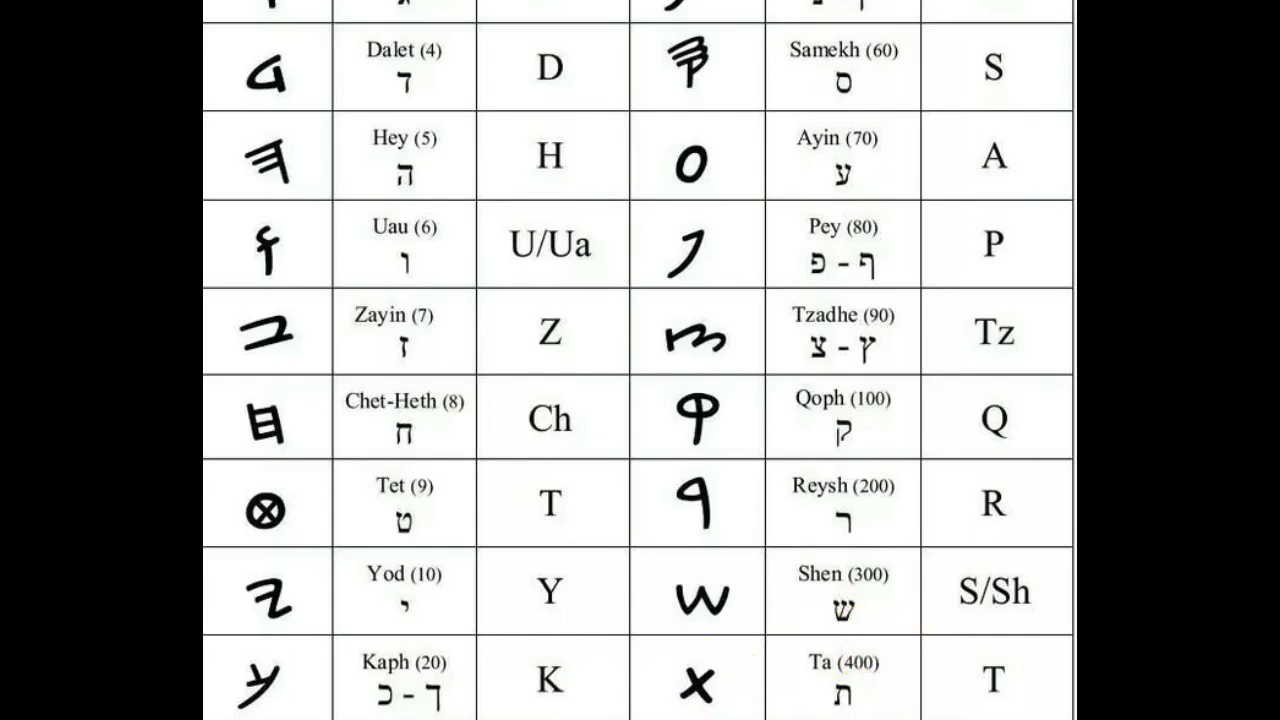 Dalet (4)
ד
D
Samekh (60)
ס
S
Hey (5)
ה
H
Ayin (70)
ע
A
Uau (6)
ו
U/Ua
Pey (80)
פ - ף
P
Zayin (7)
ז
Z
Tzadhe (90)
צ - ץ
Tz
Chet-Heth (8)
ח
Ch
Qoph (100)
ק
Q
Tet (9)
ט
T
Reysh (200)
ר
R
Yod (10)
י
Y
Shen (300)
ש
S/Sh
Kaph (20)
כ - ך
K
Ta (400)
ת
T